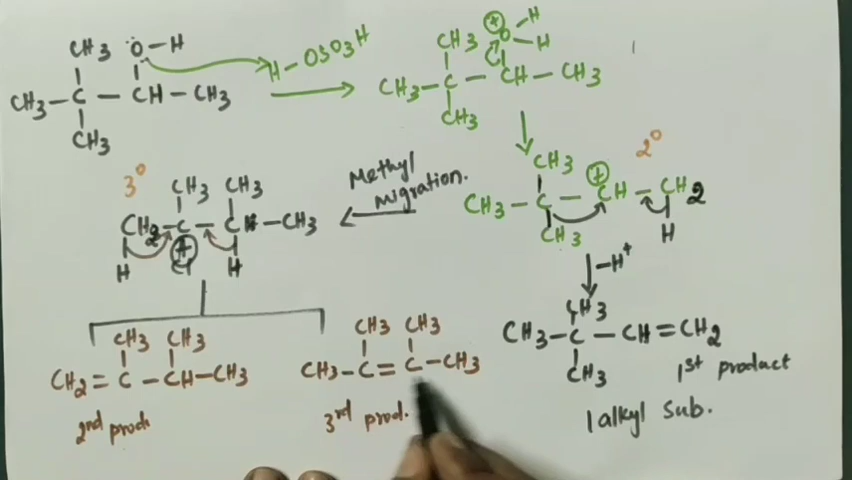 CH3 Ö–H
CH3–C–CH–CH3
CH3
H–OSO3H
CH3 ⊕ O H
H
CH3–C–CH–CH3
CH3
2°
CH3 ⊕
CH3–C–CH–CH2
CH3 H
Methyl
migration.
3°
CH3 CH3
CH2–C–CH–CH3
H ⊕ H
–H+
CH3
CH3–C–CH=CH2
CH3
1st product
1 alkyl sub.
CH3 CH3
CH2=C–CH–CH3
2nd prod
CH3 CH3
CH3–C=C–CH3
3rd prod.